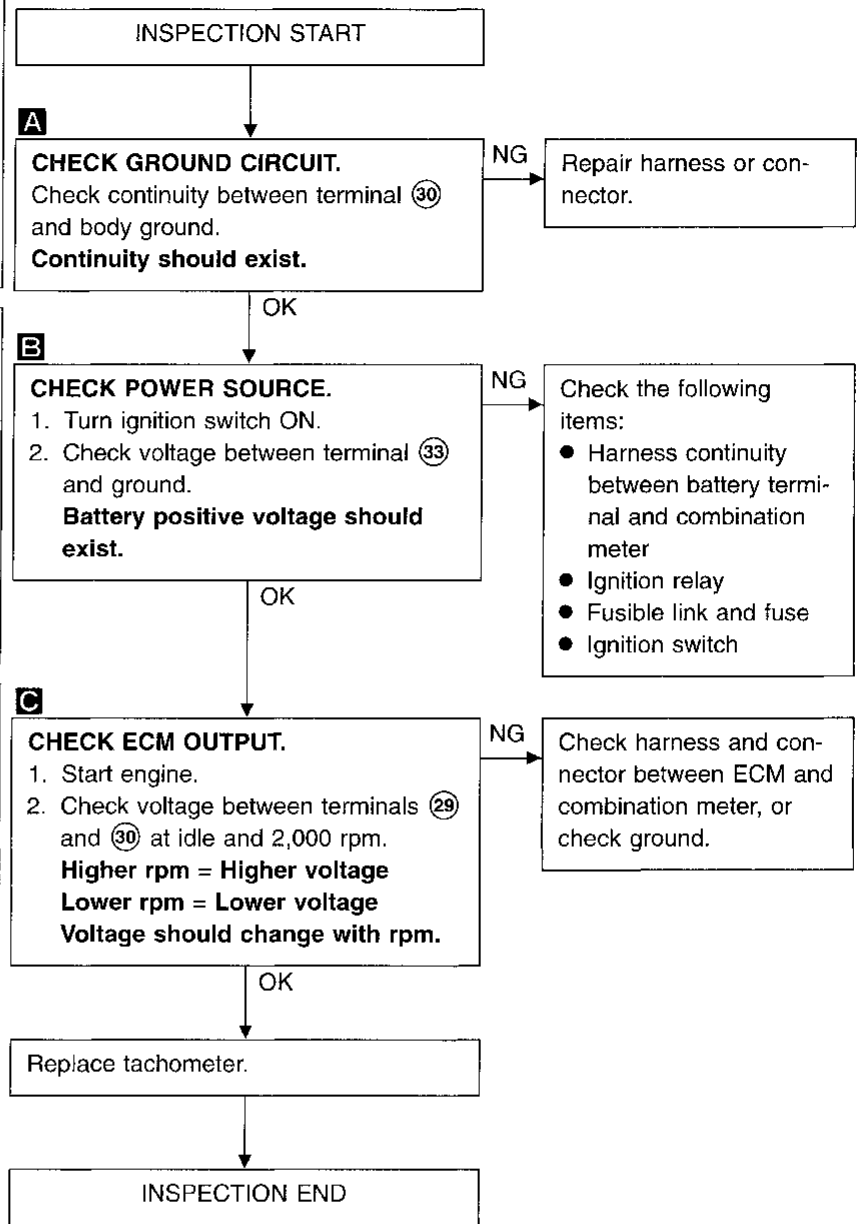 INSPECTION START
A
CHECK GROUND CIRCUIT.
Check continuity between terminal ㉚
and body ground.
Continuity should exist.
NG
Repair harness or con-
nector.
OK
B
CHECK POWER SOURCE.
1. Turn ignition switch ON.
2. Check voltage between terminal ㉝
and ground.
Battery positive voltage should
exist.
NG
Check the following
items:
● Harness continuity
between battery termi-
nal and combination
meter
● Ignition relay
● Fusible link and fuse
● Ignition switch
OK
C
CHECK ECM OUTPUT.
1. Start engine.
2. Check voltage between terminals ㉙
and ㉚ at idle and 2,000 rpm.
Higher rpm = Higher voltage
Lower rpm = Lower voltage
Voltage should change with rpm.
NG
Check harness and con-
nector between ECM and
combination meter, or
check ground.
OK
Replace tachometer.
INSPECTION END